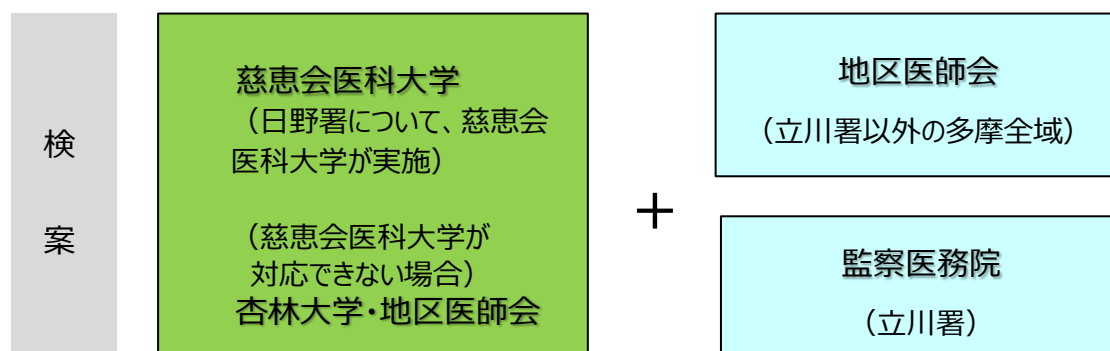 検
案
慈恵会医科大学
（日野署について、慈恵会
医科大学が実施）
（慈恵会医科大学が
対応できない場合）
杏林大学・地区医師会
＋
地区医師会
（立川署以外の多摩全域）
監察医務院
（立川署）